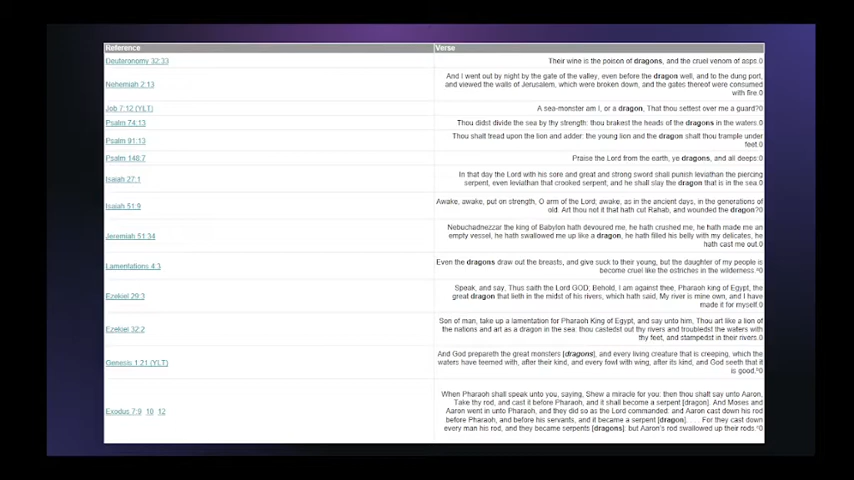 Reference Verse
Deuteronomy 32:33 Their wine is the poison of dragons, and the cruel venom of asps.0
Nehemiah 2:13 And I went out by night by the gate of the valley, even before the dragon well, and to the dung port,
and viewed the walls of Jerusalem, which were broken down, and the gates thereof were consumed
with fire.0
Job 7:12 (YLT) A sea-monster am I, or a dragon, That thou settest over me a guard?0
Psalm 74:13 Thou didst divide the sea by thy strength: thou brakest the heads of the dragons in the waters.0
Psalm 91:13 Thou shalt tread upon the lion and adder: the young lion and the dragon shalt thou trample under
feet.0
Psalm 148:7 Praise the Lord from the earth, ye dragons, and all deeps:0
Isaiah 27:1 In that day the Lord with his sore and great and strong sword shall punish leviathan the piercing
serpent, even leviathan that crooked serpent; and he shall slay the dragon that is in the sea.0
Isaiah 51:9 Awake, awake, put on strength, O arm of the Lord; awake, as in the ancient days, in the generations of
old. Art thou not it that hath cut Rahab, and wounded the dragon?0
Jeremiah 51:34 Nebuchadnezzar the king of Babylon hath devoured me, he hath crushed me, he hath made me an
empty vessel, he hath swallowed me up like a dragon, he hath filled his belly with my delicates, he
hath cast me out.0
Lamentations 4:3 Even the dragons draw out the breasts, and give suck to their young, but the daughter of my people is
become cruel like the ostriches in the wilderness.0
Ezekiel 29:3 Speak, and say, Thus saith the Lord GOD; Behold, I am against thee, Pharaoh king of Egypt, the
great dragon that lieth in the midst of his rivers, which hath said, My river is mine own, and I have
made it for myself.0
Ezekiel 32:2 Son of man, take up a lamentation for Pharaoh King of Egypt, and say unto him, Thou art like a lion of
the nations and art as a dragon in the sea: thou castedst out thy rivers and troubledst the waters with
thy feet, and stampedst in their rivers.0
Genesis 1:21 (YLT) And God prepareth the great monsters [dragons], and every living creature that is creeping, which the
waters have teemed with, after their kind, and every fowl with wing, after its kind, and God seeth that it
is good.0
Exodus 7:9 10 12 When Pharaoh shall speak unto you, saying, Shew a miracle for you: then thou shalt say unto Aaron,
Take thy rod, and cast it before Pharaoh, and it shall become a serpent [dragon]. And Moses and
Aaron went in unto Pharaoh, and they did so as the Lord commanded: and Aaron cast down his rod
before Pharaoh, and before his servants, and it became a serpent [dragon]. ... For they cast down
every man his rod, and they became serpents [dragons]: but Aaron's rod swallowed up their rods.0